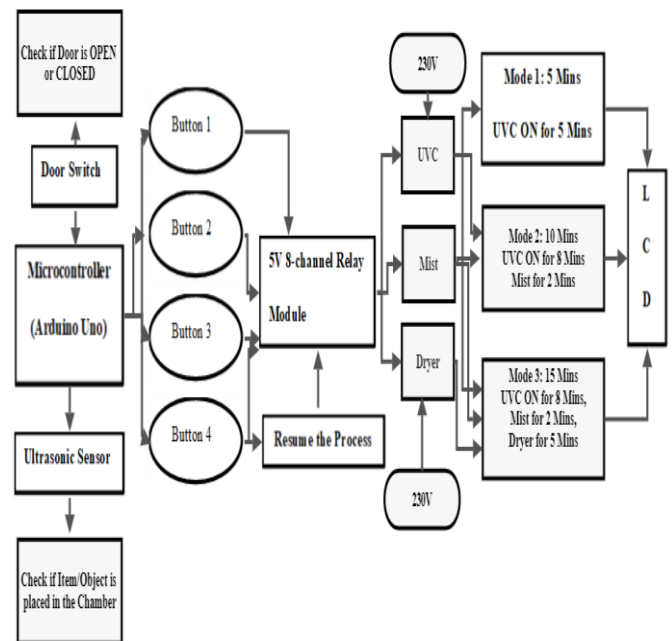 Check if Door is OPEN
or CLOSED
Door Switch
Microcontroller
(Arduino Uno)
Ultrasonic Sensor
Check if Item/Object is
placed in the Chamber
Button 1
Button 2
Button 3
Button 4
5V 8-channel Relay
Module
Resume the Process
230V
UVC
Mist
Dryer
230V
Mode 1: 5 Mins
UVC ON for 5 Mins
Mode 2: 10 Mins
UVC ON for 8 Mins
Mist for 2 Mins
Mode 3: 15 Mins
UVC ON for 8 Mins,
Mist for 2 Mins,
Dryer for 5 Mins
L
C
D